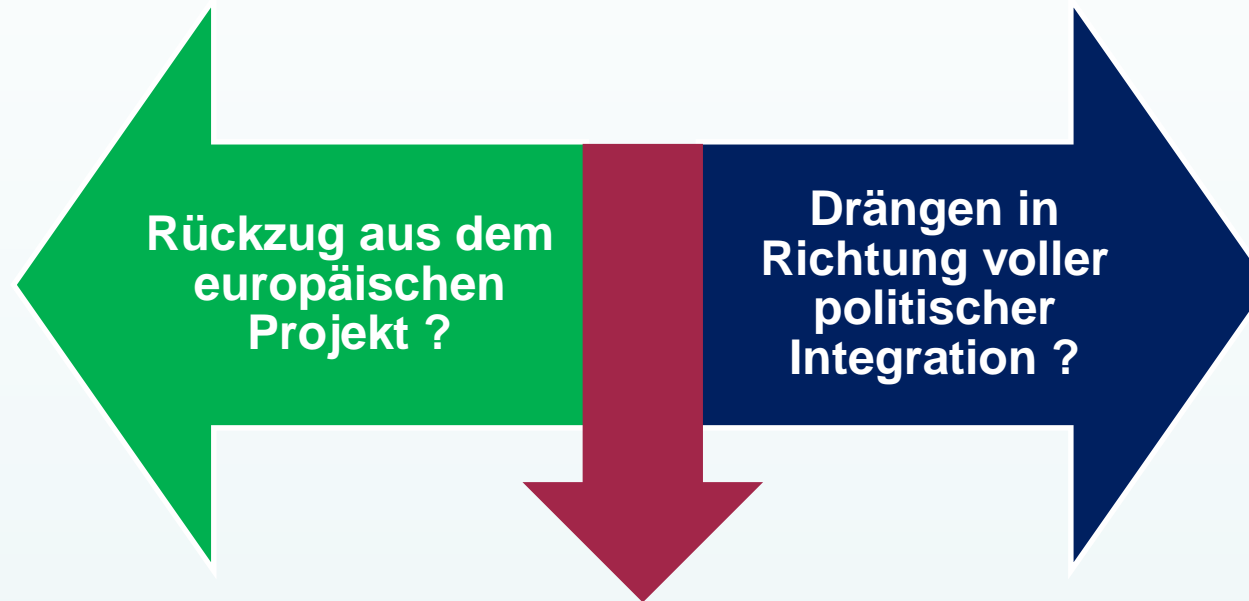 Rückzug aus dem
europäischen
Projekt ?
Drängen in
Richtung voller
politischer
Integration ?